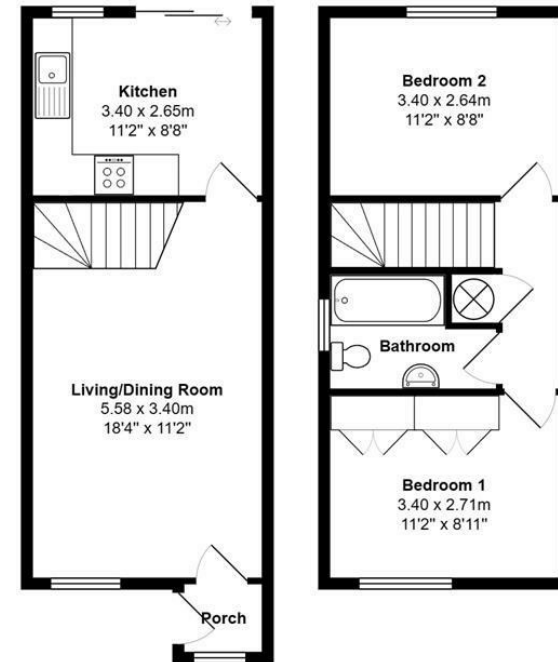 Kitchen
3.40 x 2.65m
11'2" x 8'8"
Living/Dining Room
5.58 x 3.40m
18'4" x 11'2"
Porch
Bedroom 2
3.40 x 2.64m
11'2" x 8'8"
Bathroom
Bedroom 1
3.40 x 2.71m
11'2" x 8'11"